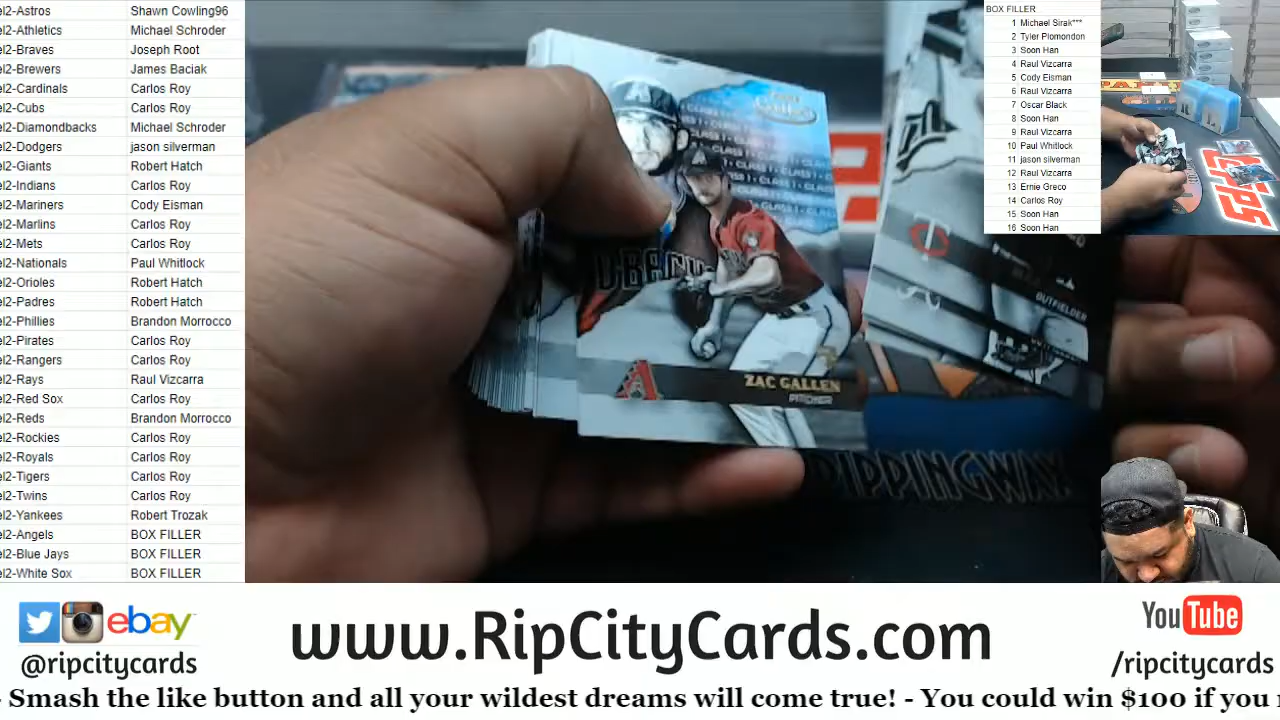 el2-Astros Shawn Cowling96
el2-Athletics Michael Schroder
el2-Braves Joseph Root
el2-Brewers James Baciak
el2-Cardinals Carlos Roy
el2-Cubs Carlos Roy
el2-Diamondbacks Michael Schroder
el2-Dodgers jason silverman
el2-Giants Robert Hatch
el2-Indians Carlos Roy
el2-Mariners Cody Eisman
el2-Marlins Carlos Roy
el2-Mets Carlos Roy
el2-Nationals Paul Whitlock
el2-Orioles Robert Hatch
el2-Padres Robert Hatch
el2-Phillies Brandon Morrocco
el2-Pirates Carlos Roy
el2-Rangers Carlos Roy
el2-Rays Raul Vizcarra
el2-Red Sox Carlos Roy
el2-Reds Brandon Morrocco
el2-Rockies Carlos Roy
el2-Royals Carlos Roy
el2-Tigers Carlos Roy
el2-Twins Carlos Roy
el2-Yankees Robert Trozak
el2-Angels BOX FILLER
el2-Blue Jays BOX FILLER
el2-White Sox BOX FILLER
CLASS 1
ZAC GALLEN
PITCHER
OUTFIELDER
RIPPINGWAX
BOX FILLER
1 Michael Sirak***
2 Tyler Plomondon
3 Soon Han
4 Raul Vizcarra
5 Cody Eisman
6 Raul Vizcarra
7 Oscar Black
8 Soon Han
9 Raul Vizcarra
10 Paul Whitlock
11 jason silverman
12 Raul Vizcarra
13 Ernie Greco
14 Carlos Roy
15 Soon Han
16 Soon Han
ebay
@ripcitycards
www.RipCityCards.com
YouTube
/ripcitycards
- Smash the like button and all your wildest dreams will come true! - You could win $100 if you